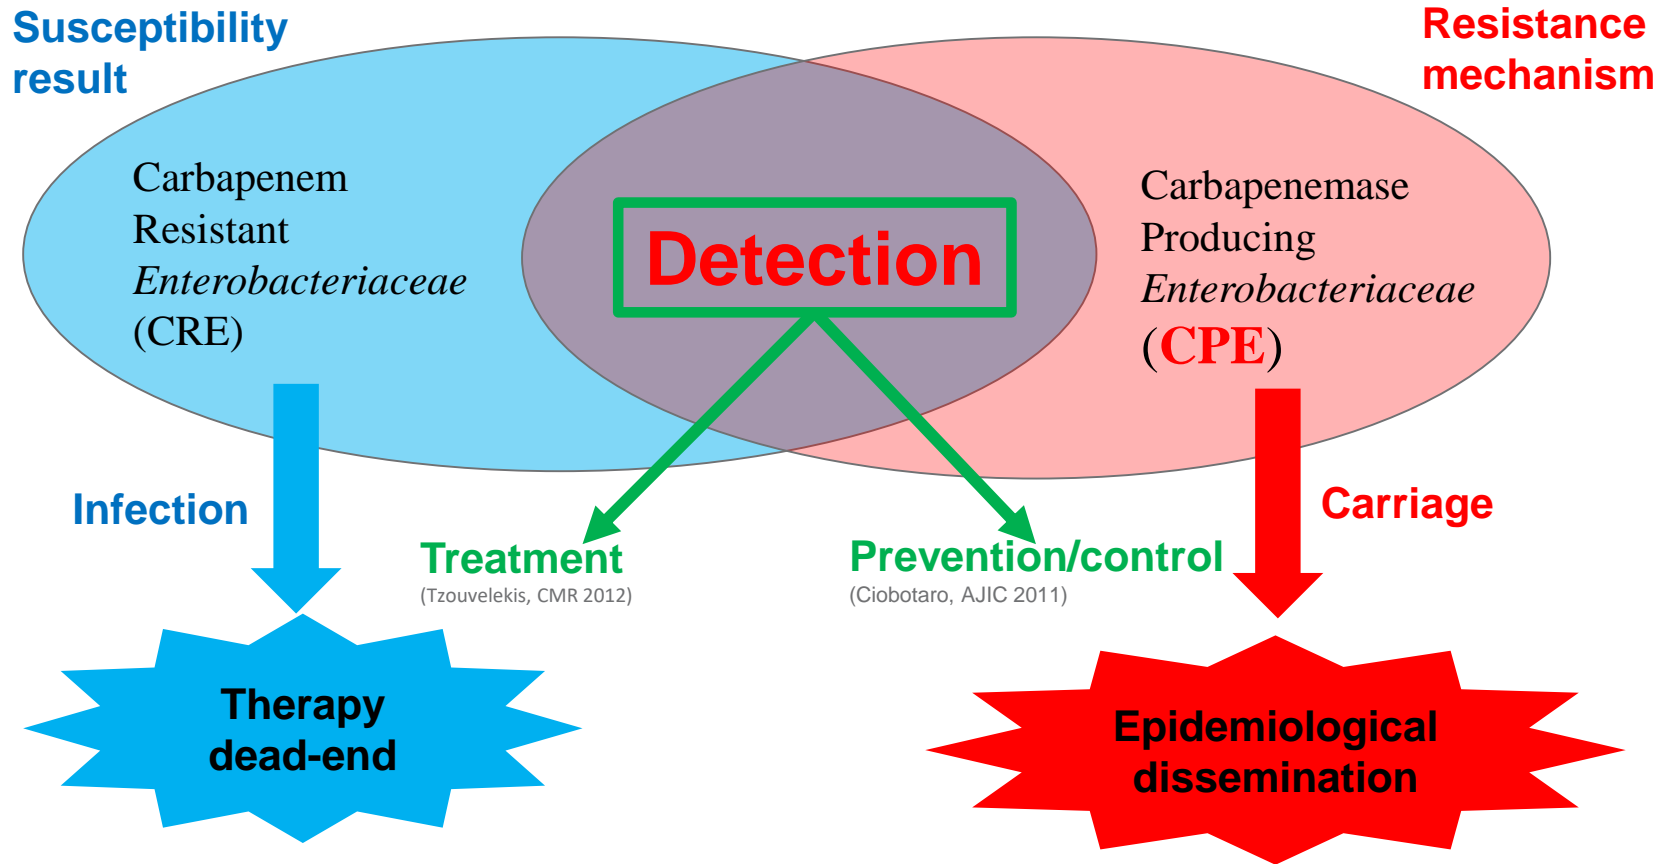 Susceptibility
result
Resistance
mechanism
Carbapenem
Resistant
Enterobacteriaceae
(CRE)
Detection
Carbapenemase
Producing
Enterobacteriaceae
(CPE)
Infection
Carriage
Treatment
(Tzouvelekis, CMR 2012)
Prevention/control
(Ciobotaro, AJIC 2011)
Therapy
dead-end
Epidemiological
dissemination